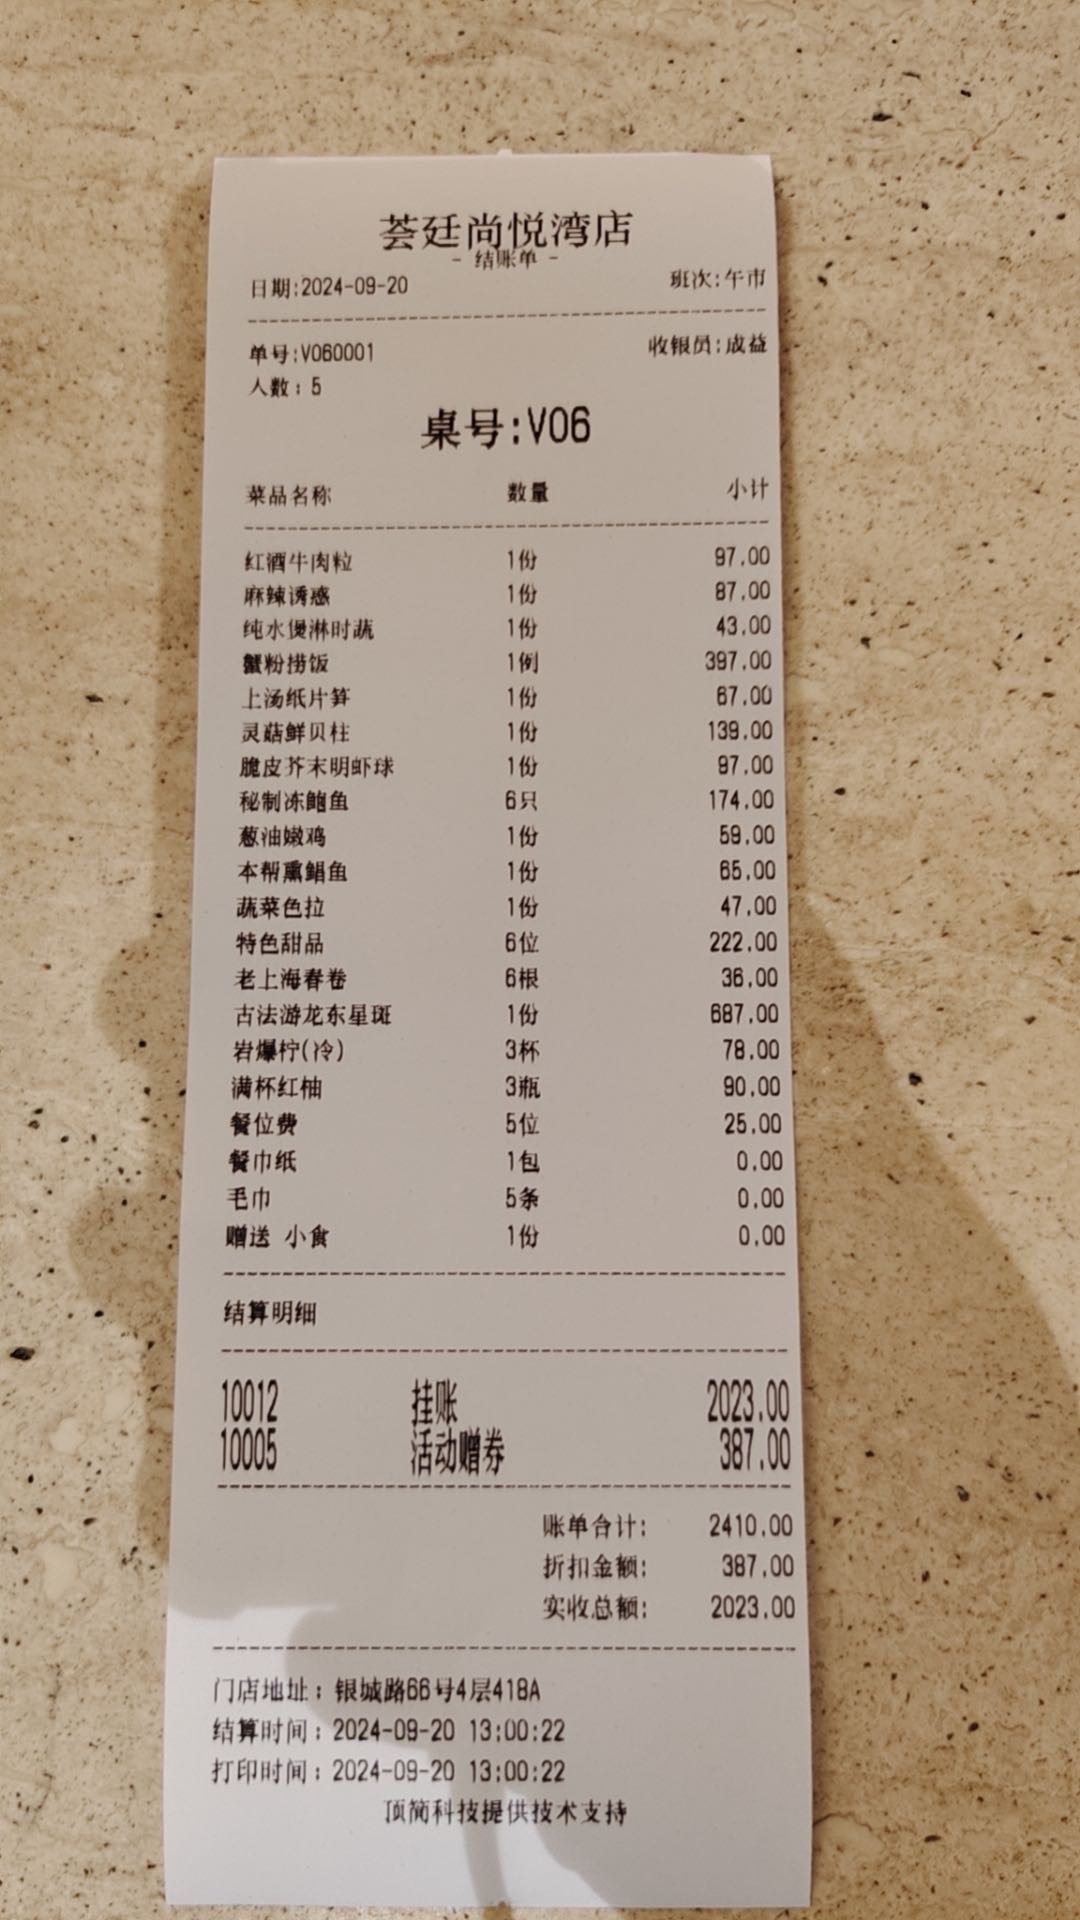 荟廷尚悦湾店
- 结账单 -
日期:2024-09-20 班次:午市
单号:V060001 收银员:成益
人数: 5
桌号:V06
菜品名称 数量 小计
红酒牛肉粒 1份 97.00
麻辣诱惑 1份 87.00
纯水煲淋时蔬 1份 43.00
蟹粉捞饭 1例 397.00
上汤纸片笋 1份 67.00
灵菇鲜贝柱 1份 139.00
脆皮芥末明虾球 1份 97.00
秘制冻鲍鱼 6只 174.00
葱油嫩鸡 1份 59.00
本帮熏鲳鱼 1份 65.00
蔬菜色拉 1份 47.00
特色甜品 6位 222.00
老上海春卷 6根 36.00
古法游龙东星斑 1份 687.00
岩爆柠(冷) 3杯 78.00
满杯红柚 3瓶 90.00
餐位费 5位 25.00
餐巾纸 1包 0.00
毛巾 5条 0.00
赠送 小食 1份 0.00
结算明细
10012 挂账 2023.00
10005 活动赠券 387.00
账单合计: 2410.00
折扣金额: 387.00
实收总额: 2023.00
门店地址: 银城路66号4层418A
结算时间: 2024-09-20 13:00:22
打印时间: 2024-09-20 13:00:22
顶简科技提供技术支持